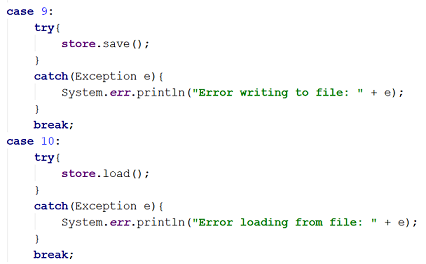 case 9:
    try{
        store.save();
    }
    catch(Exception e){
        System.err.println("Error writing to file: " + e);
    }
    break;
case 10:
    try{
        store.load();
    }
    catch(Exception e){
        System.err.println("Error loading from file: " + e);
    }
    break;